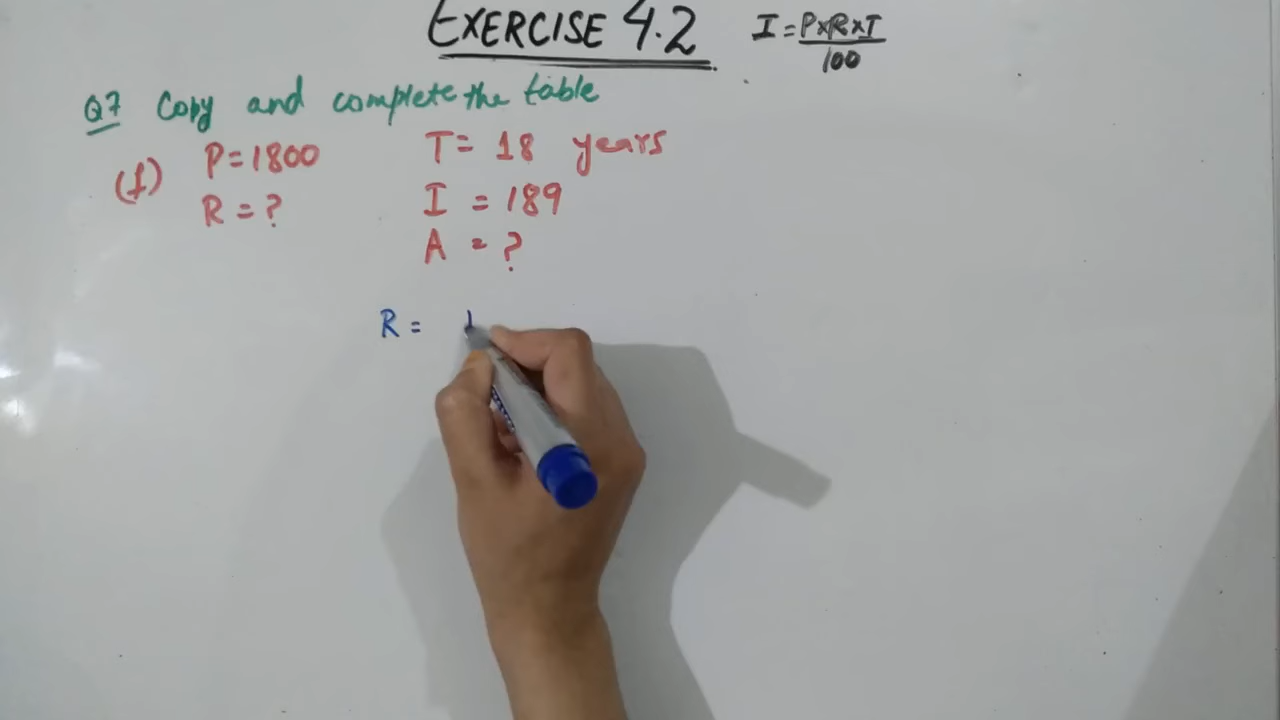 EXERCISE 4.2 I = P×R×T
100
Q7 Copy and complete the table
(f) P=1800 T= 18 years
R = ? I = 189
A = ?
R =